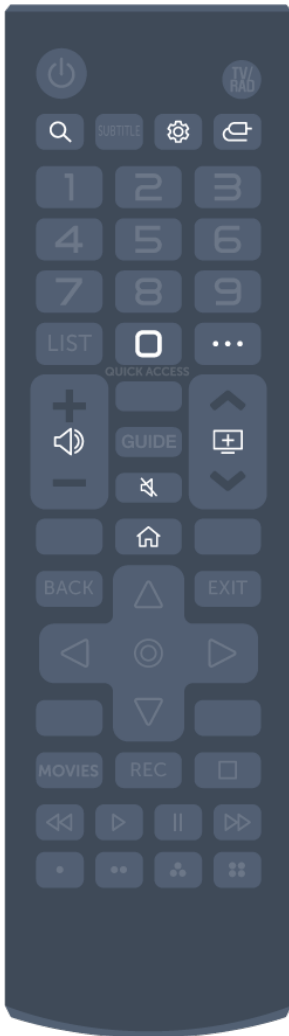 TV/
RAD
SUBTITLE
1 2 3
4 5 6
7 8 9
LIST 0 ...
QUICK ACCESS
+
GUIDE
−
BACK EXIT
MOVIES REC